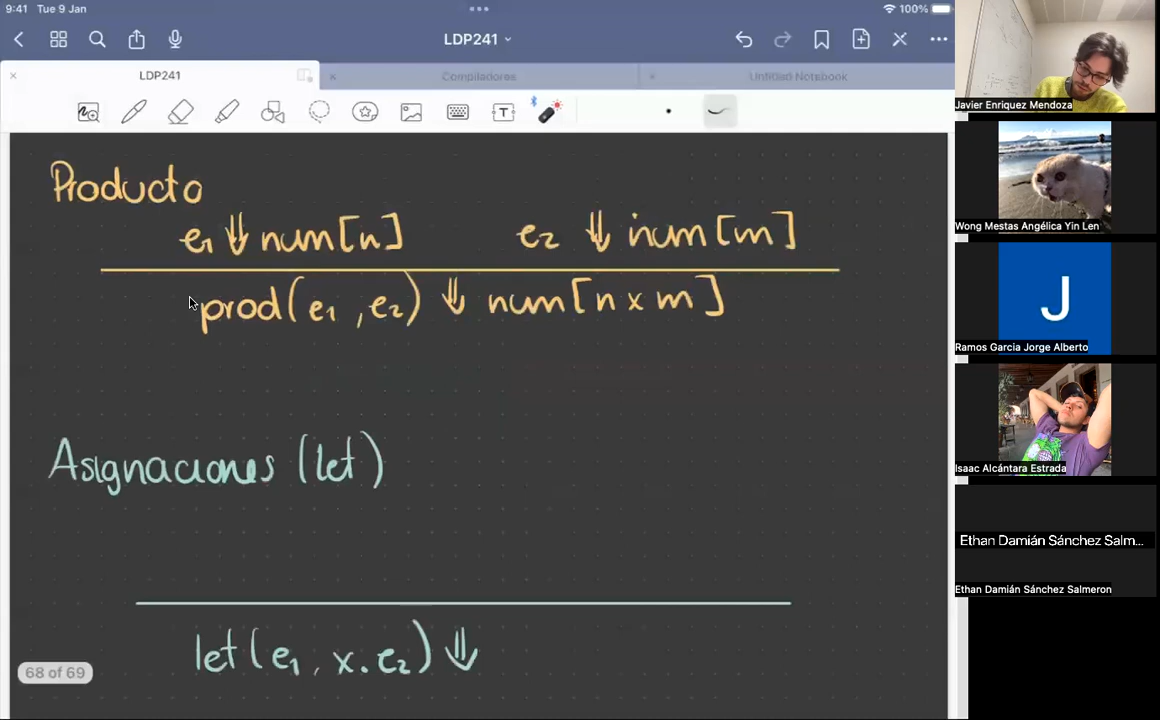 9:41 Tue 9 Jan
100%
LDP241
LDP241
Compiladores
Untitled Notebook
T
Producto
e1 ⇓ num[n] e2 ⇓ num[m]
prod(e1, e2) ⇓ num[n x m]
Asignaciones (let)
let(e1, x.e2) ⇓
68 of 69
Javier Enriquez Mendoza
Wong Mestas Angélica Yin Len
J
Ramos Garcia Jorge Alberto
Isaac Alcántara Estrada
Ethan Damián Sánchez Salm...
Ethan Damián Sánchez Salmeron